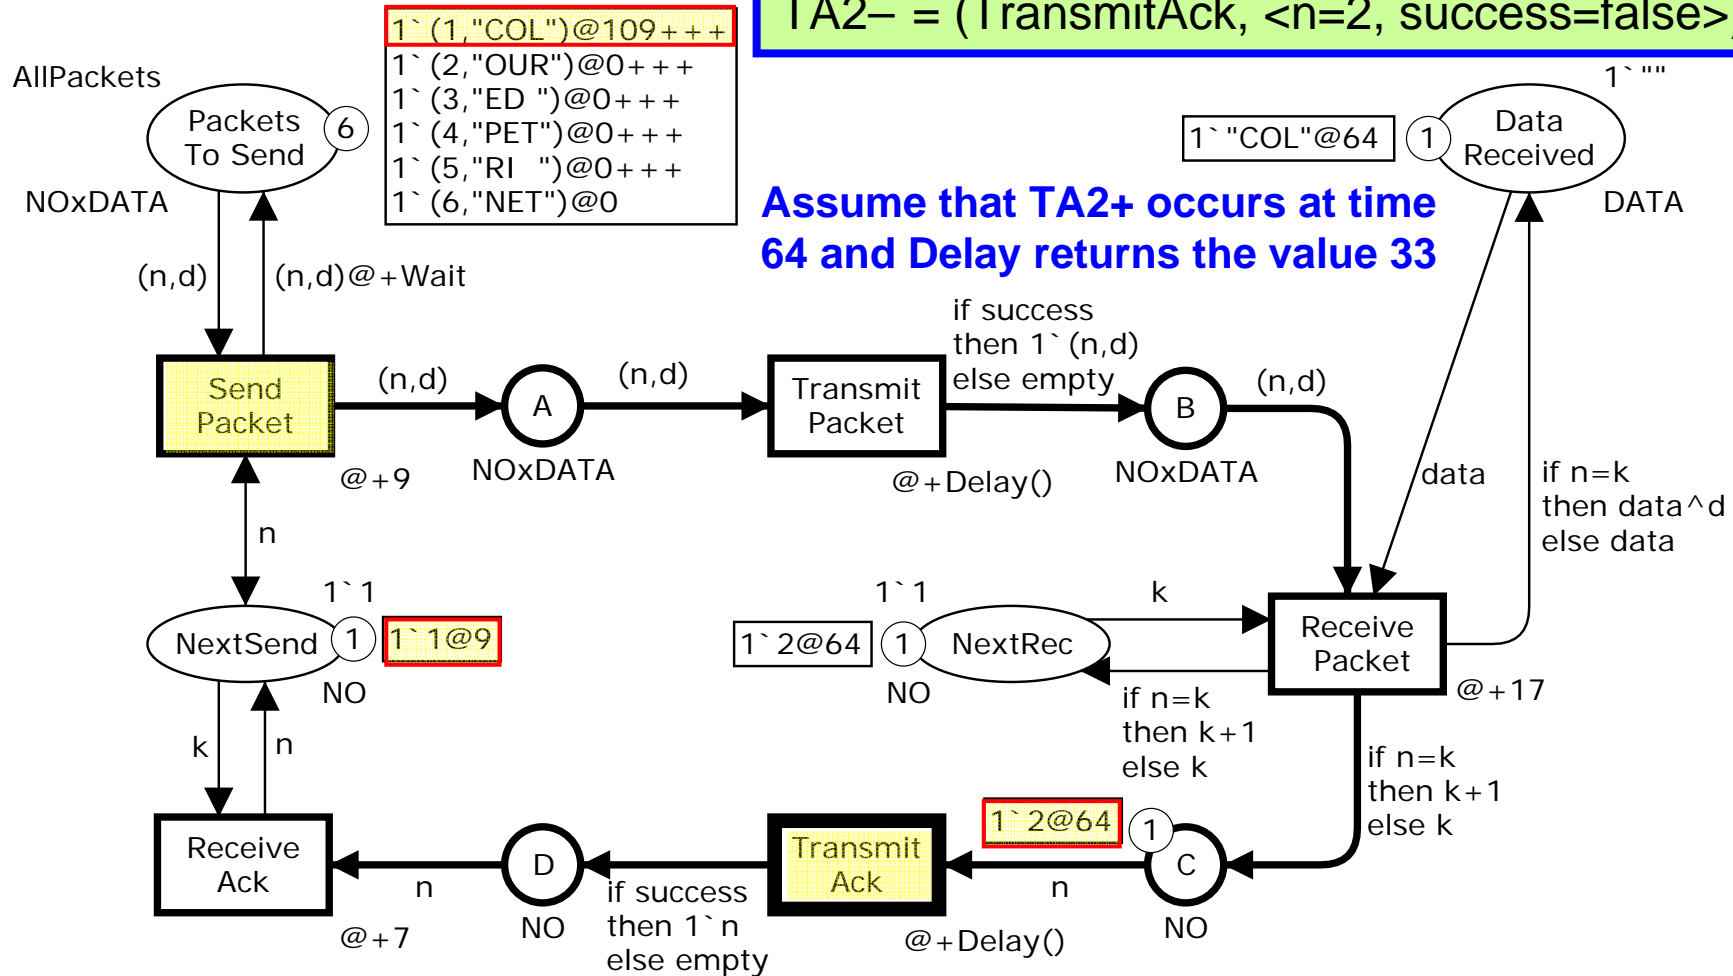 TA2– = (TransmitAck, <n=2, success=false>
1`(1,"COL")@109+++
1`(2,"OUR")@0+++
1`(3,"ED ")@0+++
1`(4,"PET")@0+++
1`(5,"RI  ")@0+++
1`(6,"NET")@0
AllPackets
Packets
To Send
6
NOxDATA
1`""
1`"COL"@64
1
Data
Received
DATA
Assume that TA2+ occurs at time
64 and Delay returns the value 33
(n,d)
(n,d)@+Wait
Send
Packet
@+9
(n,d)
A
NOxDATA
(n,d)
Transmit
Packet
@+Delay()
if success
then 1`(n,d)
else empty
B
NOxDATA
(n,d)
data
if n=k
then data^d
else data
n
1`1
NextSend
1
1`1@9
NO
1`1
1`2@64
1
NextRec
NO
k
if n=k
then k+1
else k
Receive
Packet
@+17
k
n
if n=k
then k+1
else k
Receive
Ack
@+7
n
D
NO
if success
then 1`n
else empty
Transmit
Ack
@+Delay()
1`2@64
1
n
C
NO